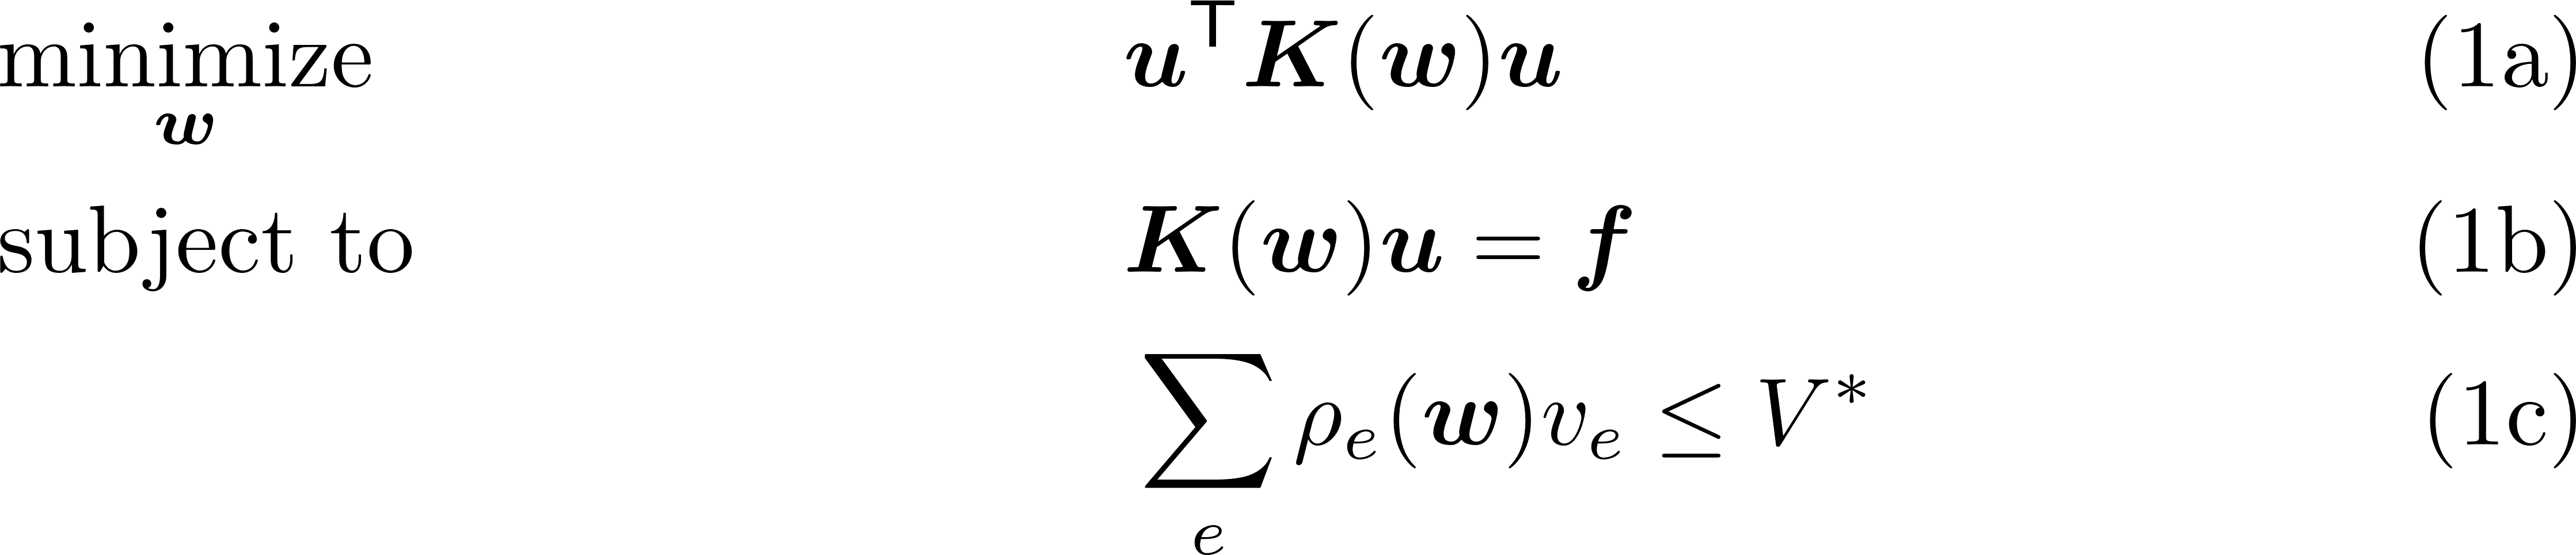 minimize_w u^⊤K(w)u (1a)
subject to K(w)u = f (1b)
∑_e ρ_e(w)v_e ≤ V* (1c)